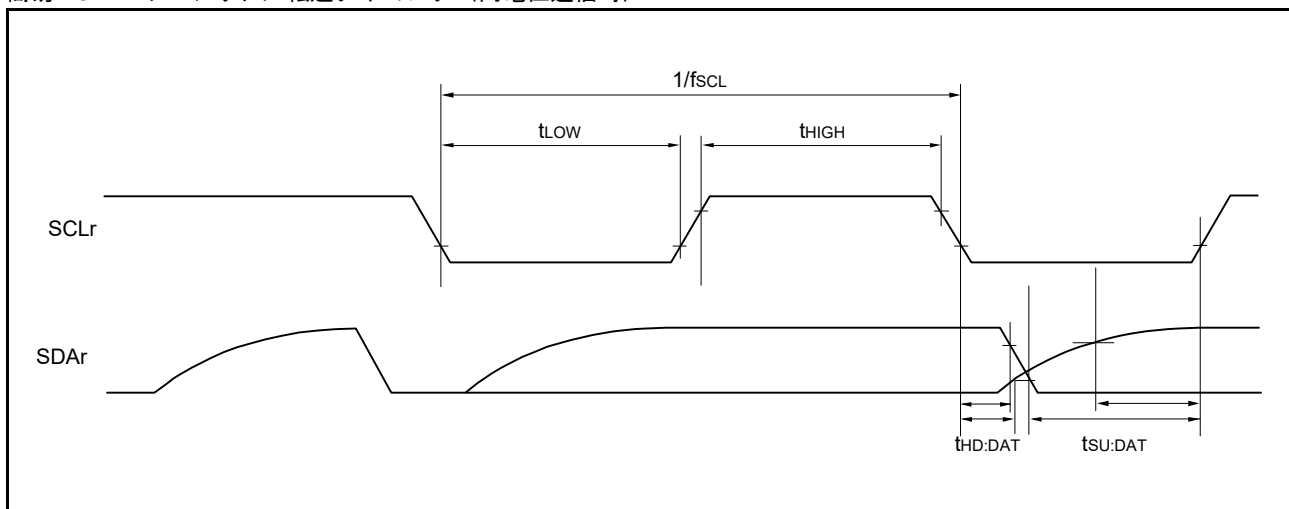 1/fSCL
tLOW
tHIGH
SCLr
SDAr
tHD:DAT
tSU:DAT